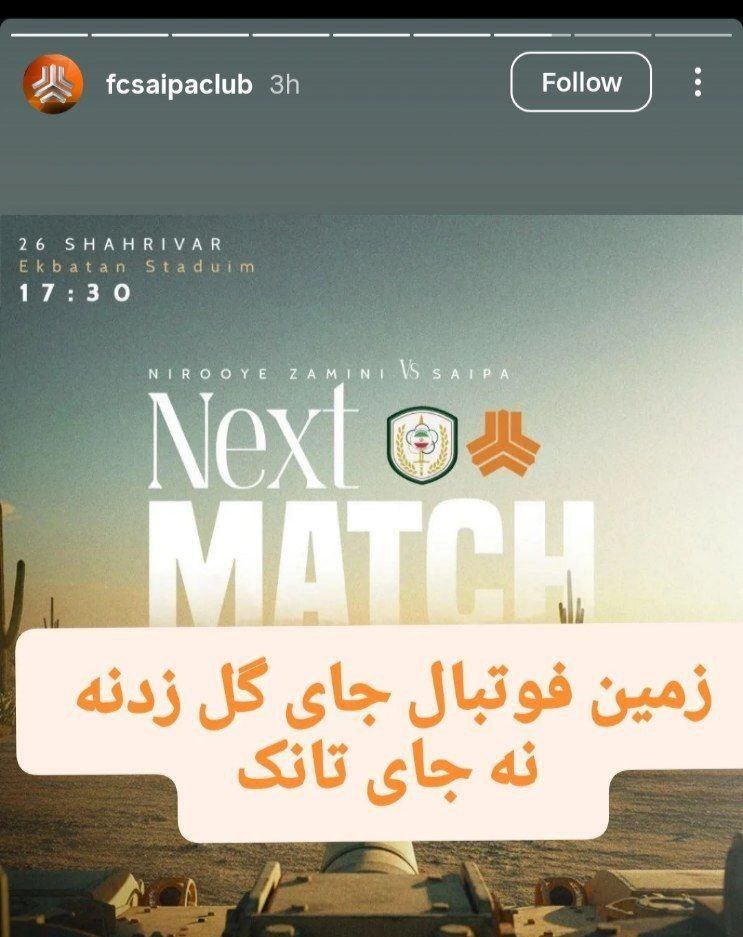 fcsaipaclub 3h
Follow
26 SHAHRIVAR
Ekbatan Staduim
17:30
NIROOYE ZAMINI Vs SAIPA
Next
MATCH
زمین فوتبال جای گل زدنه
نه جای تانک